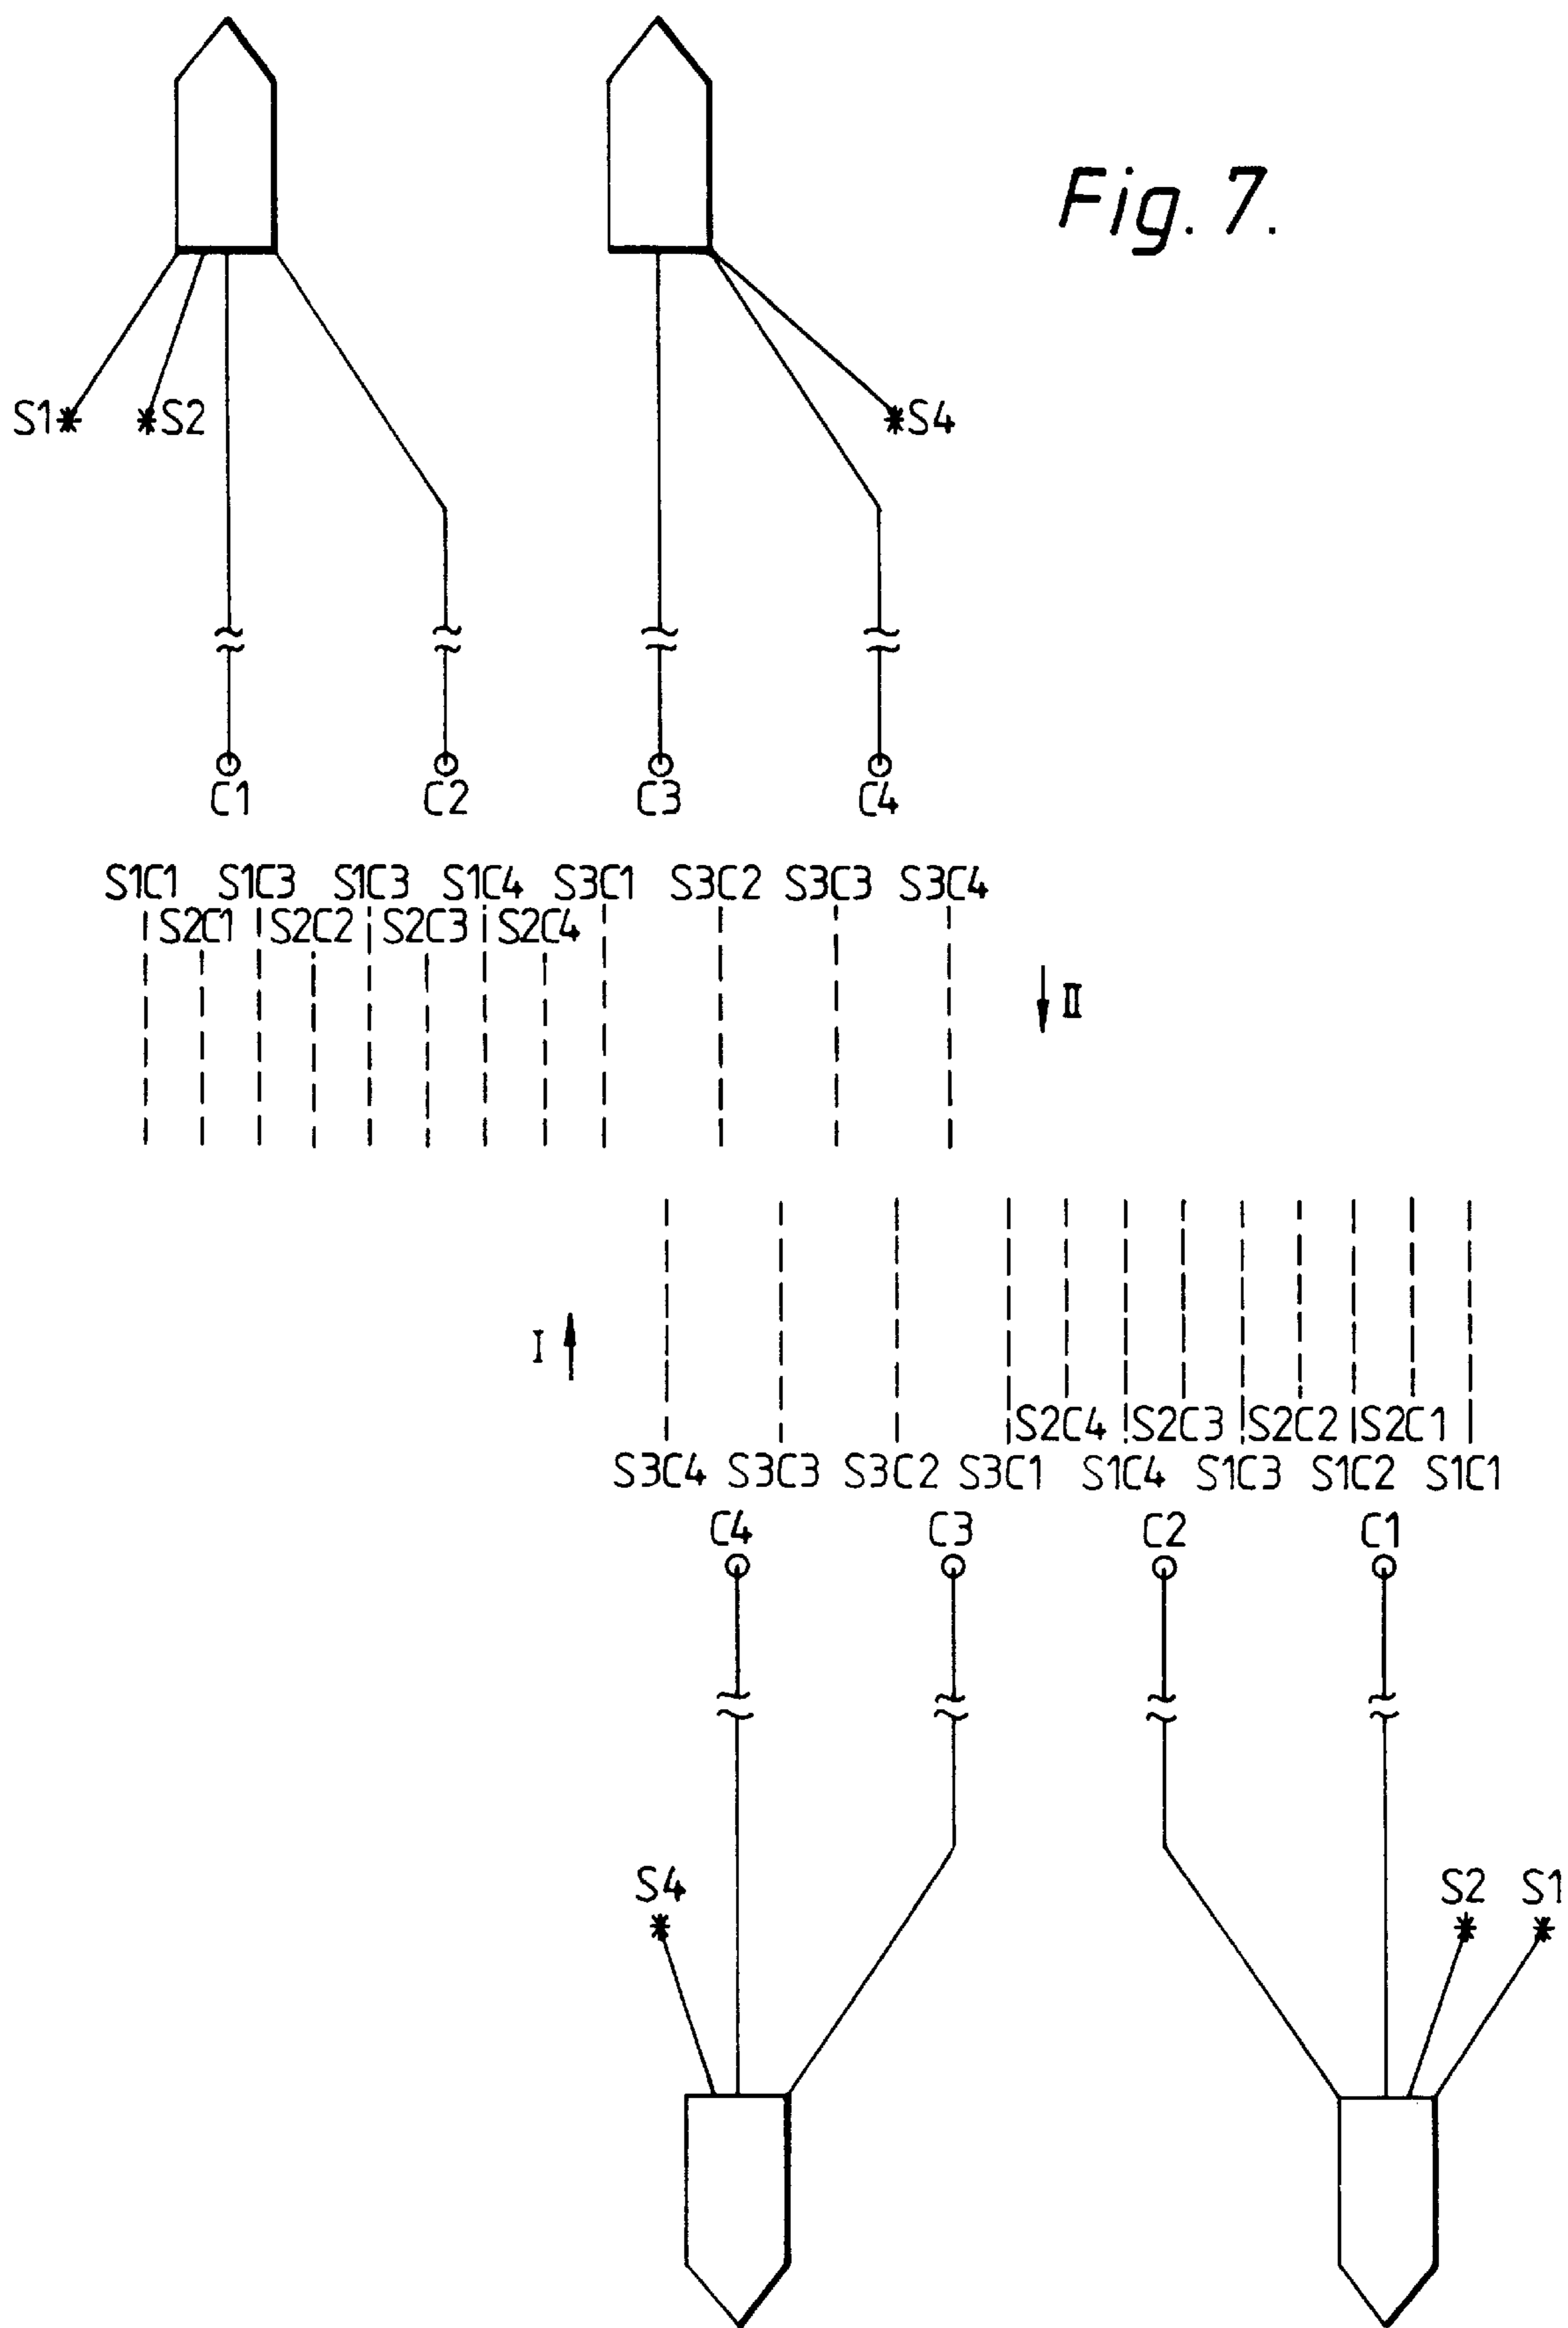 Fig. 7.
S1 S2 S4
C1 C2 C3 C4
S1C1 S1C3 S1C3 S1C4 S3C1 S3C2 S3C3 S3C4
S2C1 S2C2 S2C3 S2C4
II
I
S2C4 S2C3 S2C2 S2C1
S3C4 S3C3 S3C2 S3C1 S1C4 S1C3 S1C2 S1C1
C4 C3 C2 C1
S4 S2 S1